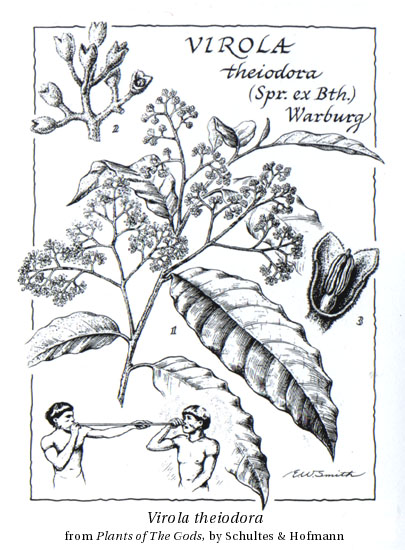 VIROLA
theiodora
(Spr. ex Bth.)
Warburg
2
1
3
E.W. Smith
Virola theiodora
from Plants of The Gods, by Schultes & Hofmann